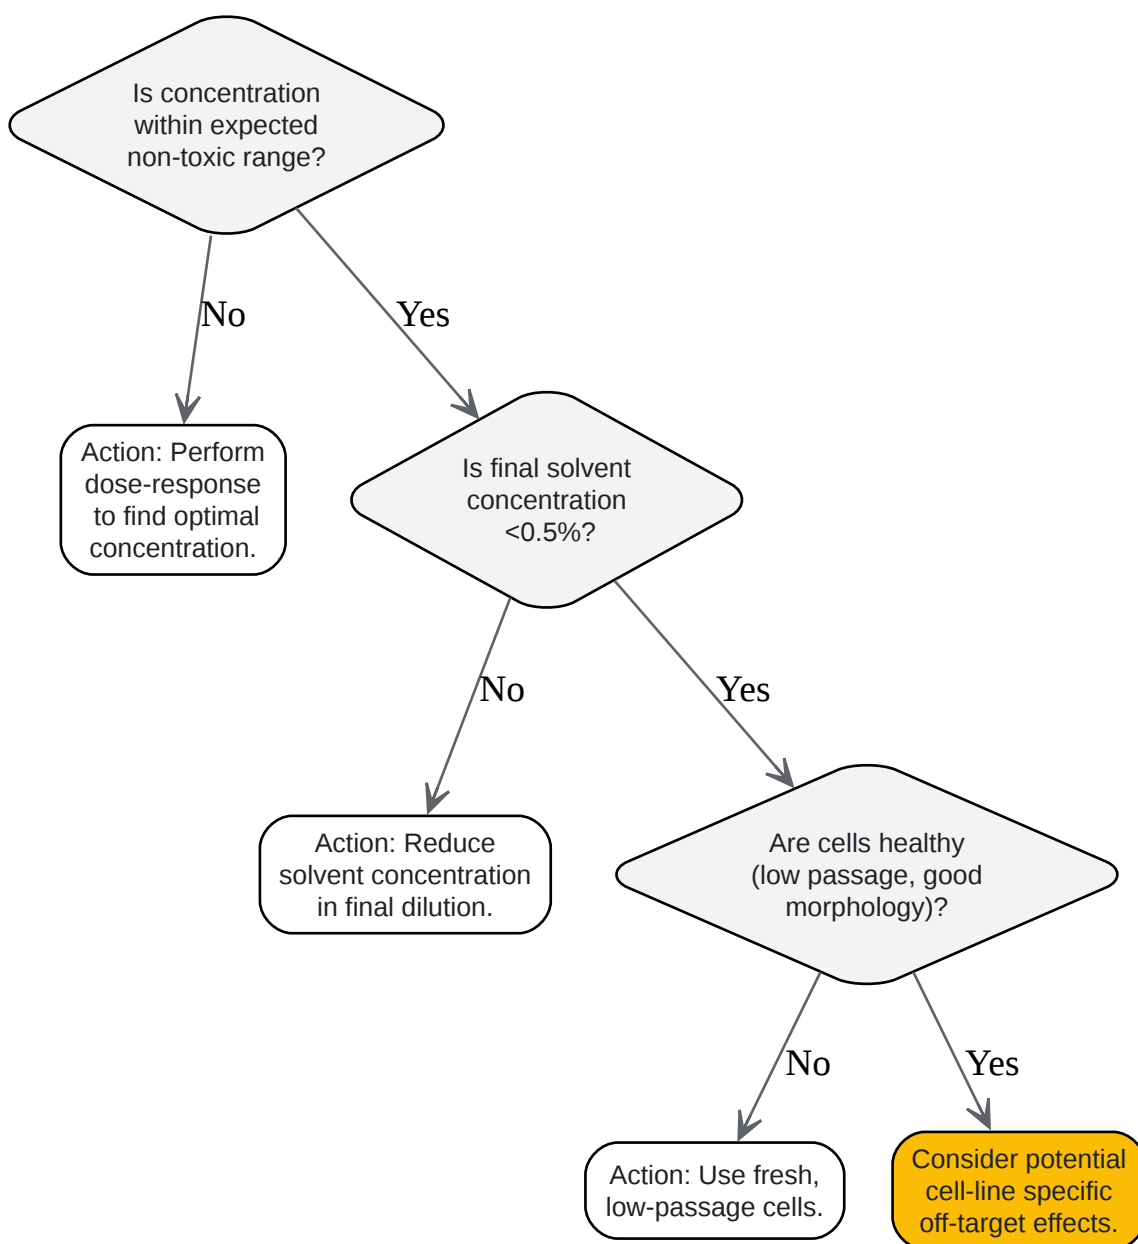 Is concentration
within expected
non-toxic range?
No
Yes
Action: Perform
dose-response
to find optimal
concentration.
Is final solvent
concentration
<0.5%?
No
Yes
Action: Reduce
solvent concentration
in final dilution.
Are cells healthy
(low passage, good
morphology)?
No
Yes
Action: Use fresh,
low-passage cells.
Consider potential
cell-line specific
off-target effects.